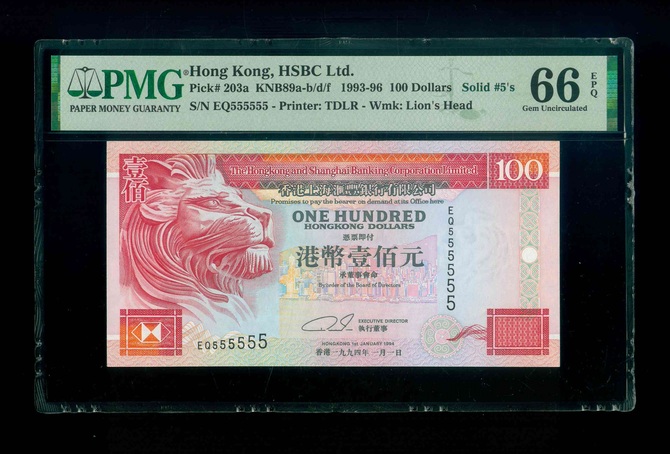 PMG
PAPER MONEY GUARANTY
Hong Kong, HSBC Ltd.
Pick# 203a KNB89a-b/d/f 1993-96 100 Dollars Solid #5's
S/N EQ555555 - Printer: TDLR - Wmk: Lion's Head
66
EPQ
Gem Uncirculated
壹佰
The Hongkong and Shanghai Banking Corporation Limited
100
香港上海滙豐銀行有限公司
Promises to pay the bearer on demand at its Office here
ONE HUNDRED
HONGKONG DOLLARS
憑票即付
港幣壹佰元
承董事會命
By order of the Board of Directors
EQ555555
EXECUTIVE DIRECTOR
執行董事
EQ555555
HONGKONG 1st JANUARY 1994
香港一九九四年一月一日